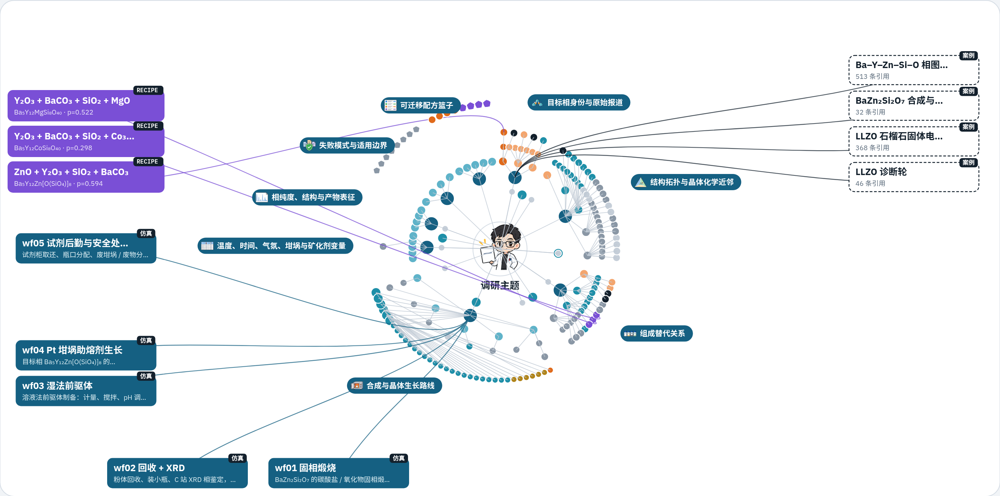 案例
Ba–Y–Zn–Si–O 相图…
513 条引用
案例
BaZn₂Si₂O₇ 合成与…
32 条引用
案例
LLZO 石榴石固体电…
368 条引用
案例
LLZO 诊断轮
46 条引用
RECIPE
Y₂O₃ + BaCO₃ + SiO₂ + MgO
Ba₅Y₁₂MgSi₈O₄₀ · p=0.522
RECIPE
Y₂O₃ + BaCO₃ + SiO₂ + Co₃…
Ba₅Y₁₂CoSi₈O₄₀ · p=0.298
RECIPE
ZnO + Y₂O₃ + SiO₂ + BaCO₃
Ba₅Y₁₂Zn[O(SiO₄)]₈ · p=0.594
可迁移配方篮子
目标相身份与原始报道
失败模式与适用边界
结构拓扑与晶体化学近邻
相纯度、结构与产物表征
温度、时间、气氛、坩埚与矿化剂变量
调研主题
组成替代关系
合成与晶体生长路线
仿真
wf05 试剂后勤与安全处…
试剂柜取还、瓶口分配、废坩埚 / 废物分…
仿真
wf04 Pt 坩埚助熔剂生长
目标相 Ba₅Y₁₂Zn[O(SiO₄)]₈ 的…
仿真
wf03 湿法前驱体
溶液法前驱体制备：计量、搅拌、pH 调…
仿真
wf02 回收 + XRD
粉体回收、装小瓶、C 站 XRD 相鉴定，…
仿真
wf01 固相煅烧
BaZn₂Si₂O₇ 的碳酸盐 / 氧化物固相煅…